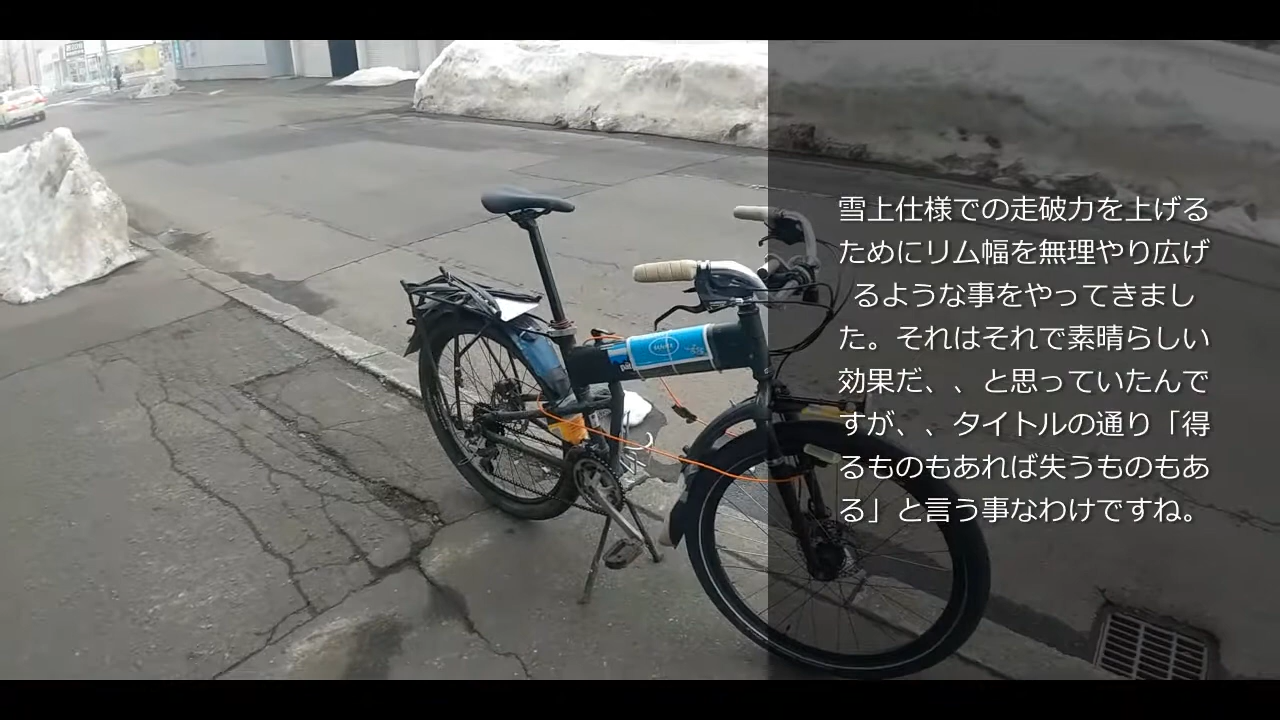 雪上仕様での走破力を上げる
ためにリム幅を無理やり広げ
るような事をやってきまし
た。それはそれで素晴らしい
効果だ、、と思っていたんで
すが、、タイトルの通り「得
るものもあれば失うものもあ
る」と言う事なわけですね。